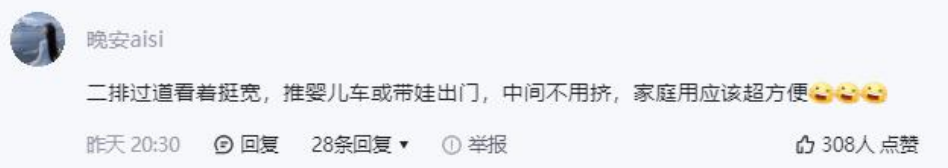 晚安aisi
二排过道看着挺宽，推婴儿车或带娃出门，中间不用挤，家庭用应该超方便😜😜😜
昨天 20:30 回复 28条回复▼ 举报 308人 点赞